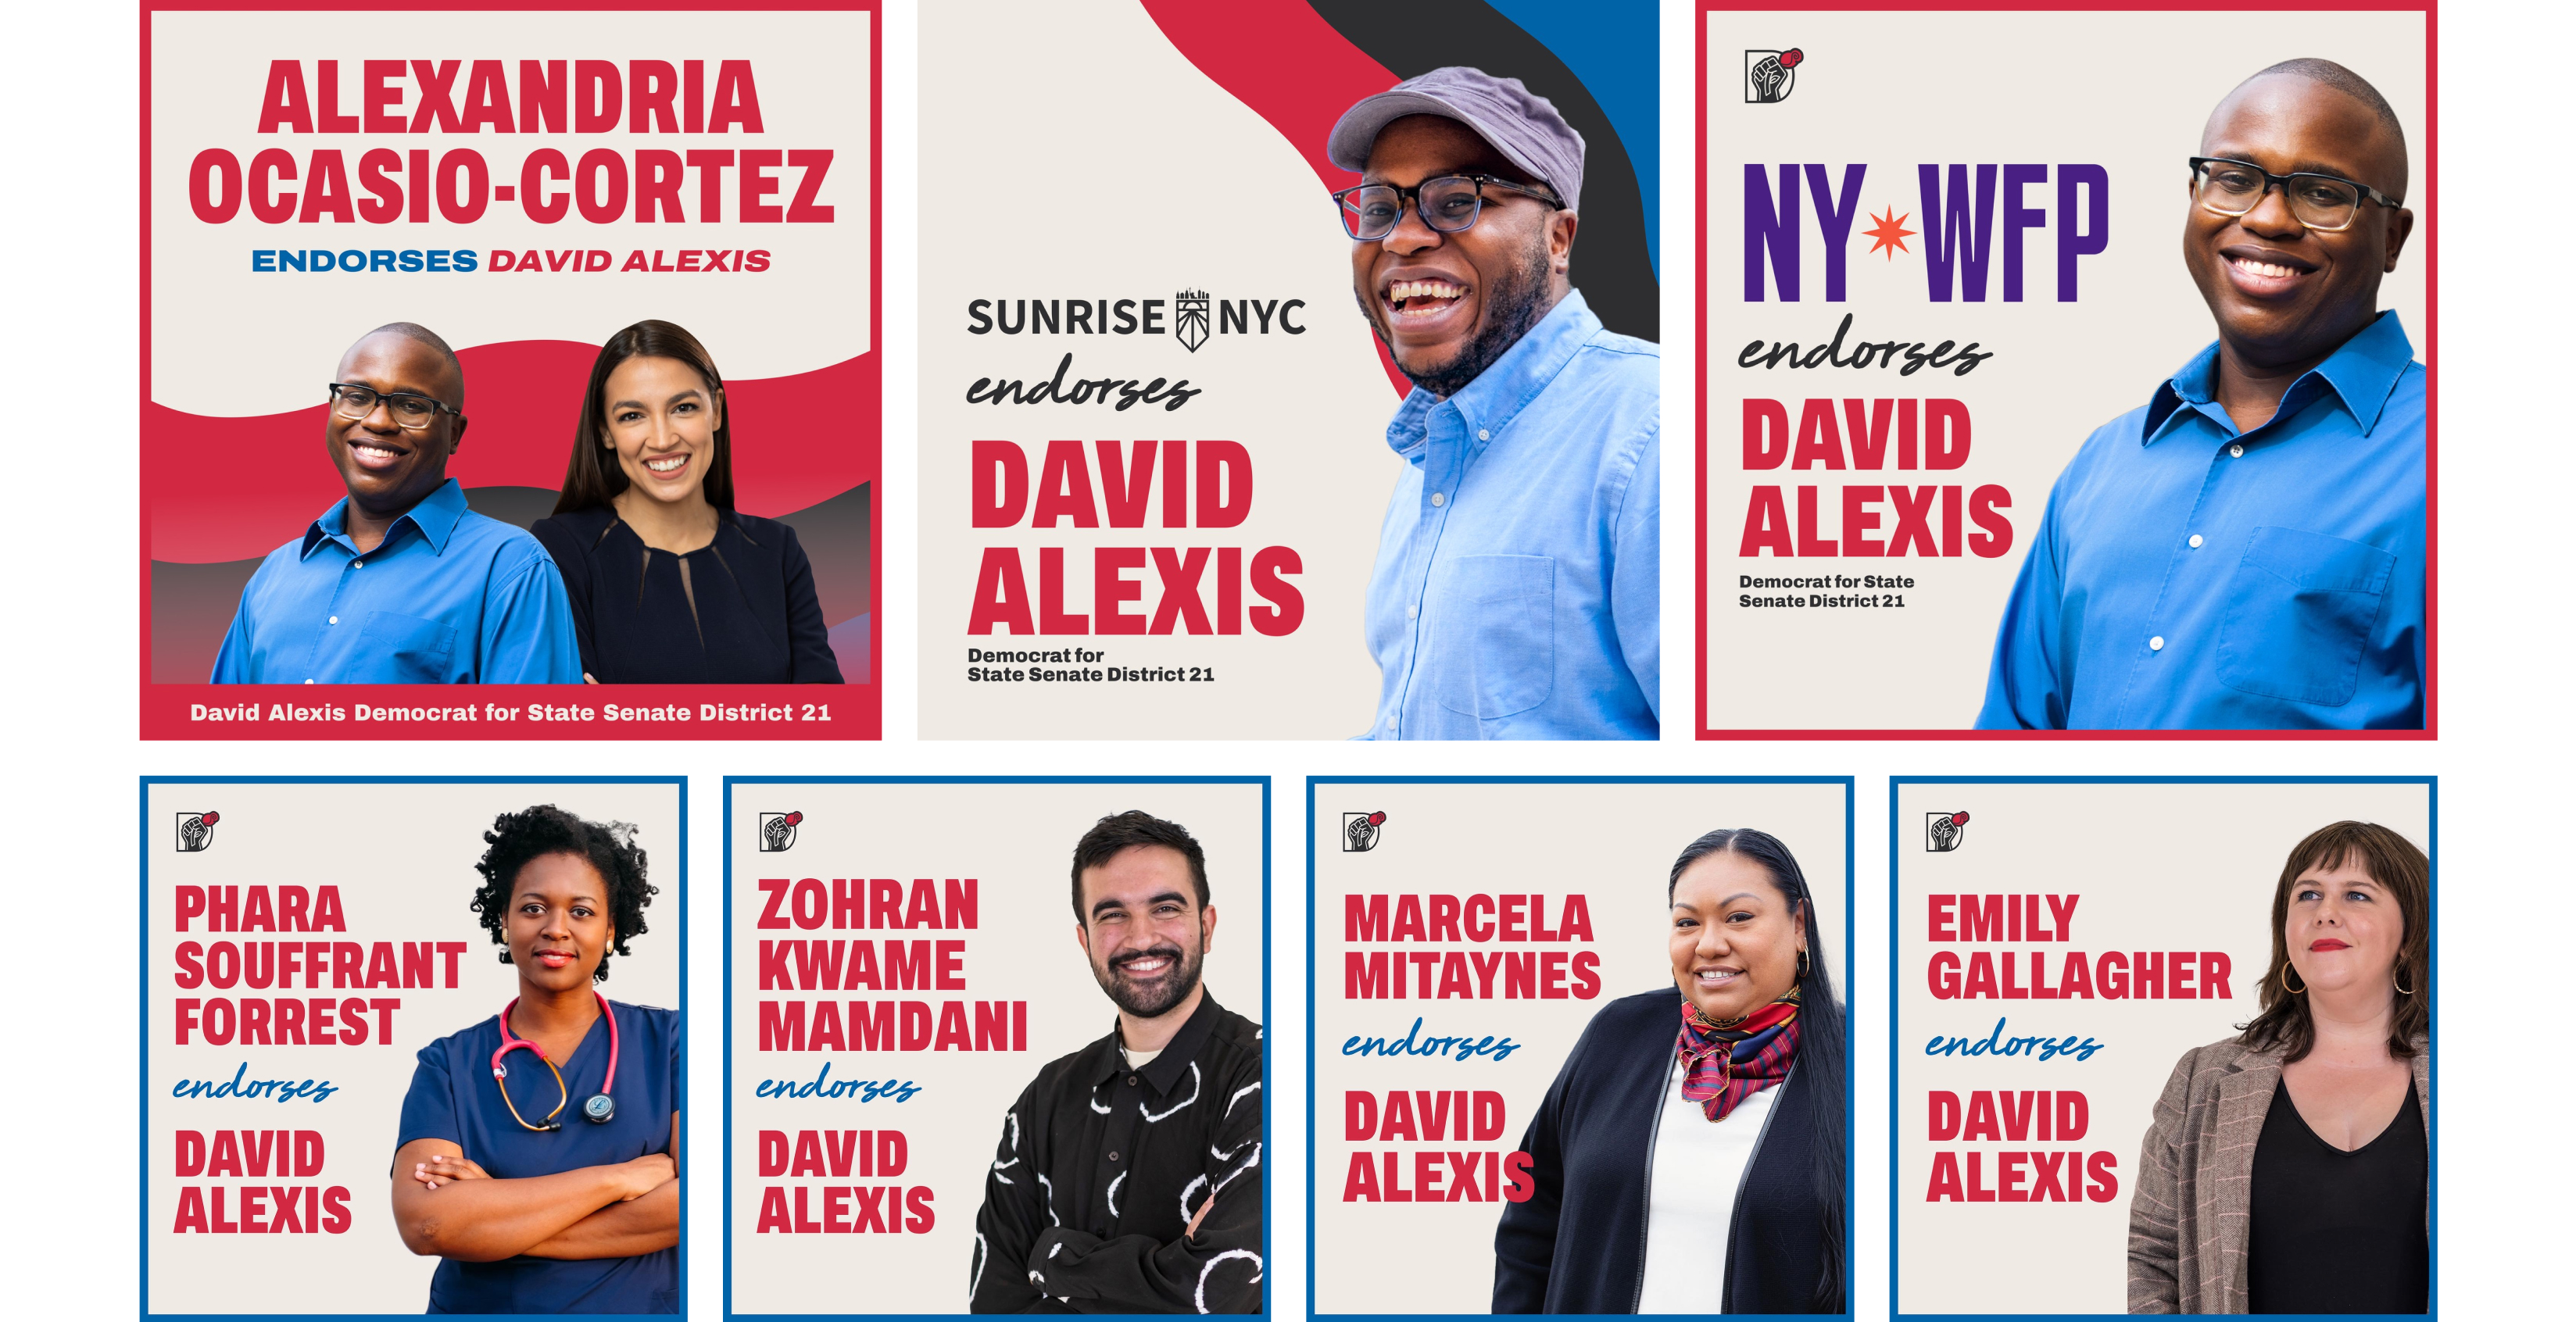 ALEXANDRIA
OCASIO-CORTEZ
ENDORSES DAVID ALEXIS
David Alexis Democrat for State Senate District 21
SUNRISE NYC
endorses
DAVID
ALEXIS
Democrat for
State Senate District 21
NY WFP
endorses
DAVID
ALEXIS
Democrat for State
Senate District 21
PHARA
SOUFFRANT
FORREST
endorses
DAVID
ALEXIS
ZOHRAN
KWAME
MAMDANI
endorses
DAVID
ALEXIS
MARCELA
MITAYNES
endorses
DAVID
ALEXIS
EMILY
GALLAGHER
endorses
DAVID
ALEXIS